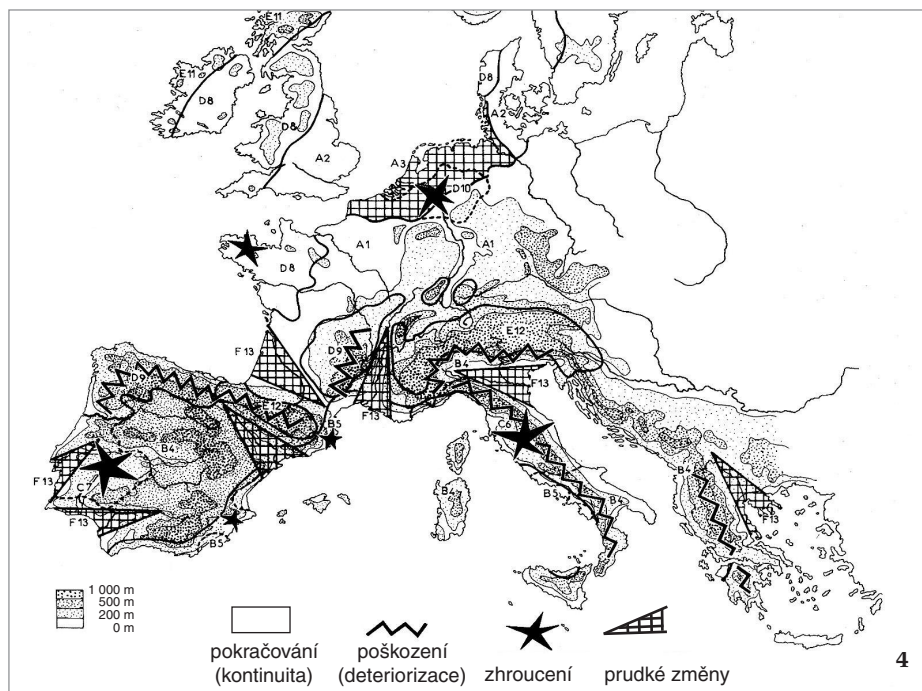 E11
E11
D8
D8
D8
A2
A2
A3
D10
A1
A1
D8
E12
F13
D9
D9
B4
F13
F13
E12
B5
C6
B4
B4
F13
C7
B4
B5
B4
F13
F13
B5
1 000 m
500 m
200 m
0 m
pokračování
(kontinuita)
poškození
(deteriorizace)
zhroucení
prudké změny
4